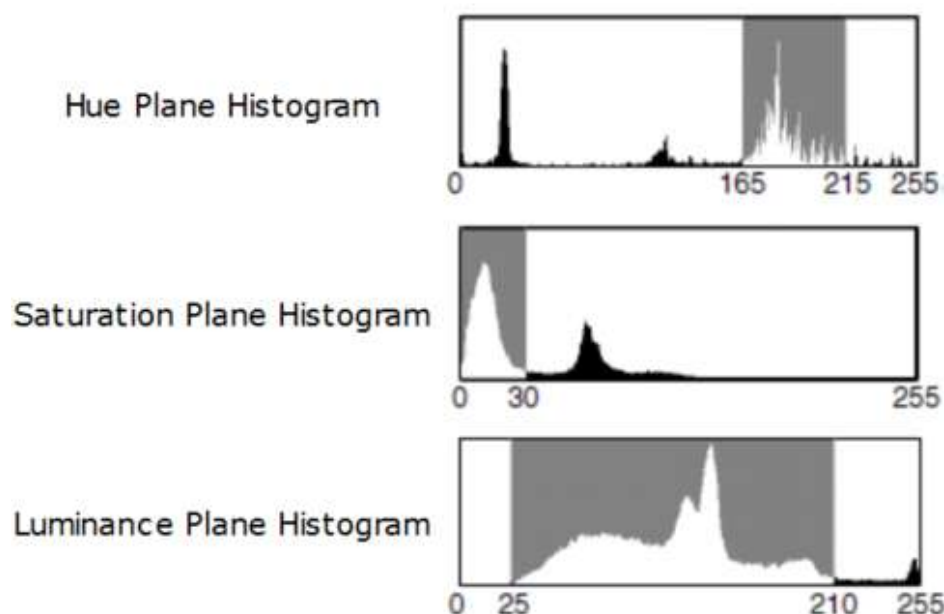 Hue Plane Histogram
0 165 215 255
Saturation Plane Histogram
0 30 255
Luminance Plane Histogram
0 25 210 255